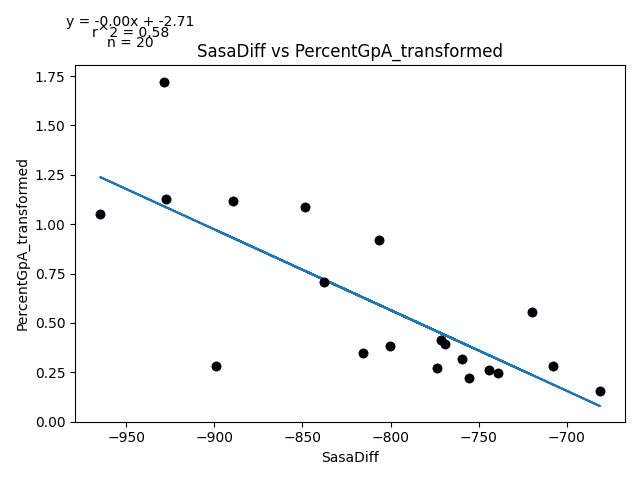 y = -0.00x + -2.71
r^2 = 0.58
n = 20
SasaDiff vs PercentGpA_transformed
1.75
1.50
1.25
1.00
0.75
0.50
0.25
0.00
PercentGpA_transformed
−950
−900
−850
−800
−750
−700
SasaDiff